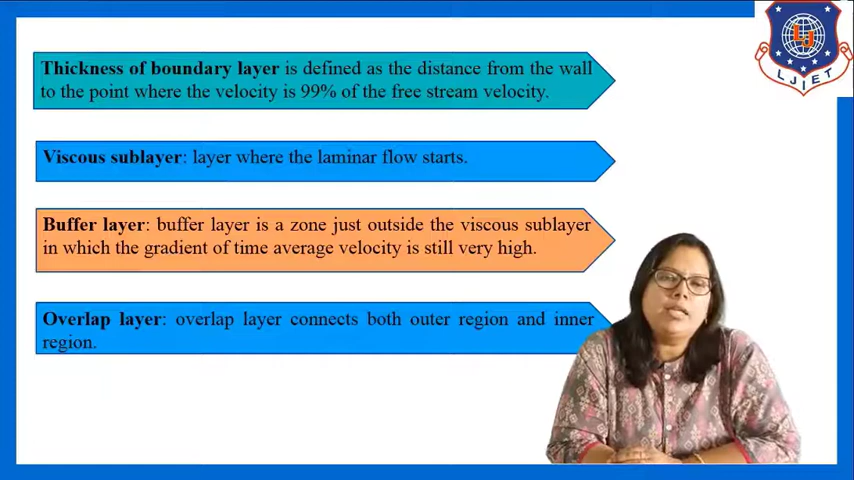 Thickness of boundary layer is defined as the distance from the wall
to the point where the velocity is 99% of the free stream velocity.
Viscous sublayer: layer where the laminar flow starts.
Buffer layer: buffer layer is a zone just outside the viscous sublayer
in which the gradient of time average velocity is still very high.
Overlap layer: overlap layer connects both outer region and inner
region.
LJ
LJIET